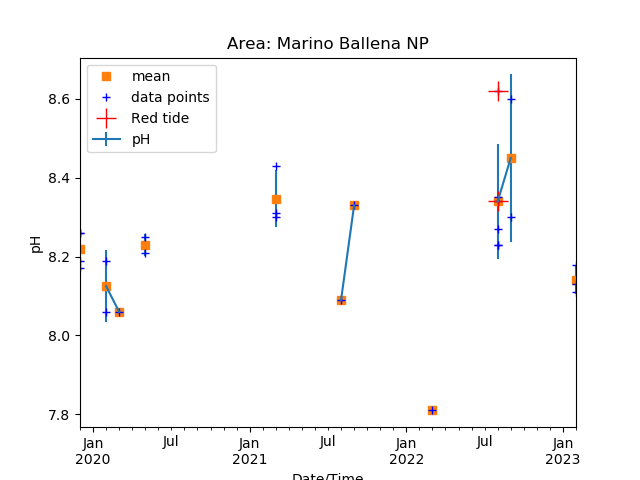 Area: Marino Ballena NP
mean
data points
Red tide
pH
pH
8.6
8.4
8.2
8.0
7.8
Jan Jul Jan Jul Jan Jul Jan
2020 2021 2022 2023
Date/Time